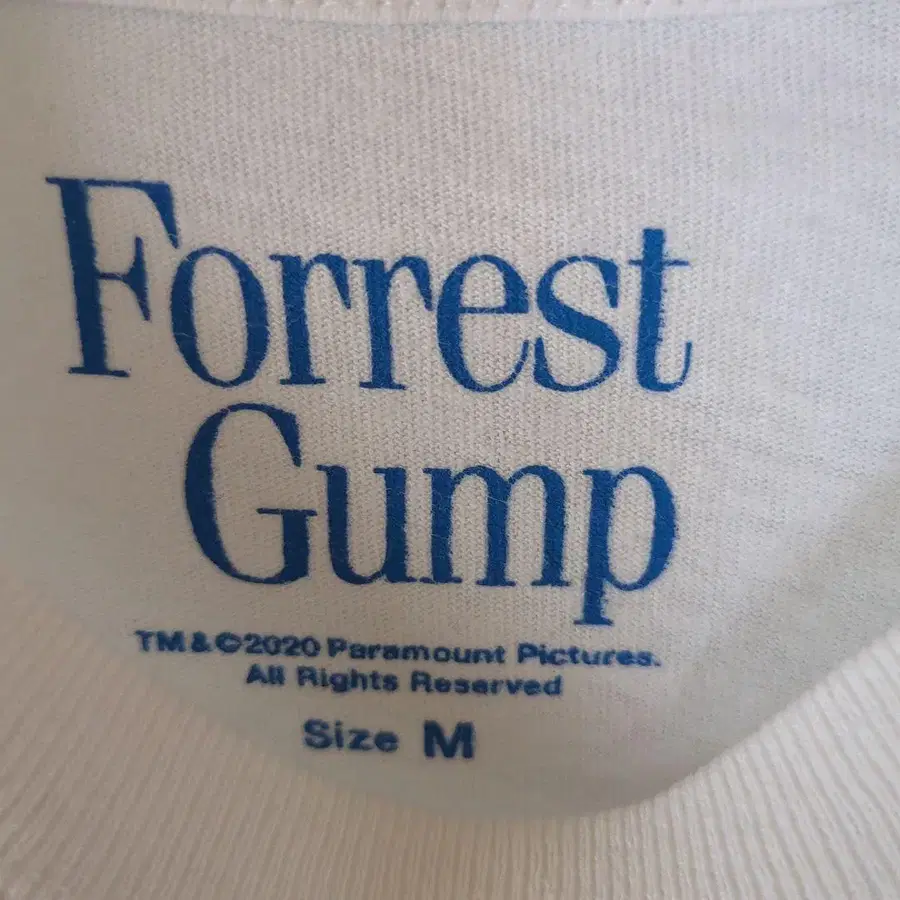 Forrest
Gump
TM&©2020 Paramount Pictures.
All Rights Reserved
Size M